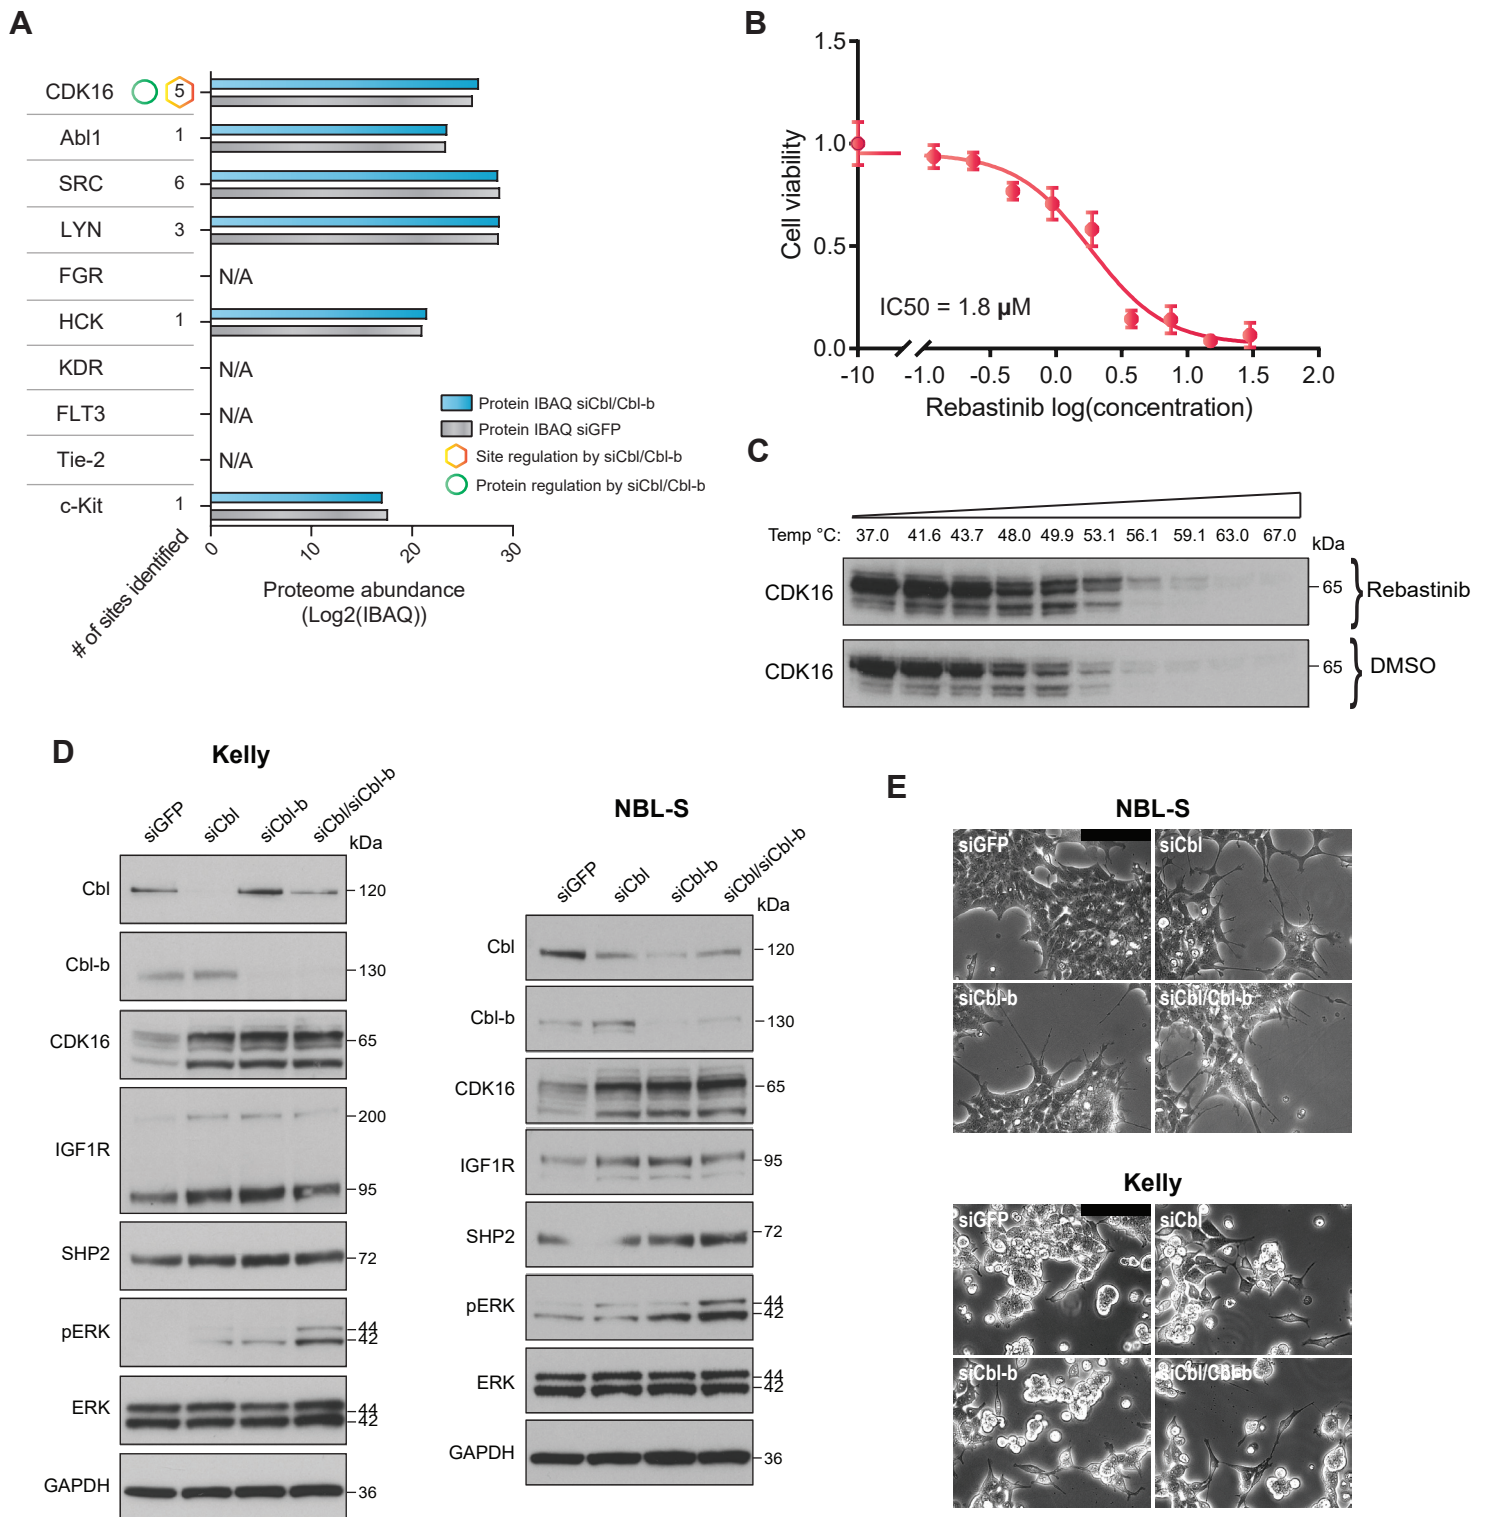 A
CDK16 5
Abl1 1
SRC 6
LYN 3
FGR N/A
HCK 1
KDR N/A
FLT3 N/A
Tie-2 N/A
c-Kit 1
# of sites identified
0 10 20 30
Proteome abundance
(Log2(IBAQ))
Protein IBAQ siCbl/Cbl-b
Protein IBAQ siGFP
Site regulation by siCbl/Cbl-b
Protein regulation by siCbl/Cbl-b
B
Cell viability
1.5
1.0
0.5
0.0
IC50 = 1.8 µM
-10 -1.0 -0.5 0.0 0.5 1.0 1.5 2.0
Rebastinib log(concentration)
C
Temp °C: 37.0 41.6 43.7 48.0 49.9 53.1 56.1 59.1 63.0 67.0
kDa
CDK16 65 Rebastinib
CDK16 65 DMSO
D
Kelly
siGFP siCbl siCbl-b siCbl/siCbl-b
kDa
Cbl 120
Cbl-b 130
CDK16 65
200
IGF1R
95
SHP2 72
pERK 44
42
ERK 44
42
GAPDH 36
NBL-S
siGFP siCbl siCbl-b siCbl/siCbl-b
kDa
Cbl 120
Cbl-b 130
CDK16 65
IGF1R 95
SHP2 72
pERK 44
42
ERK 44
42
GAPDH 36
E
NBL-S
siGFP siCbl
siCbl-b siCbl/Cbl-b
Kelly
siGFP siCbl
siCbl-b siCbl/Cbl-b